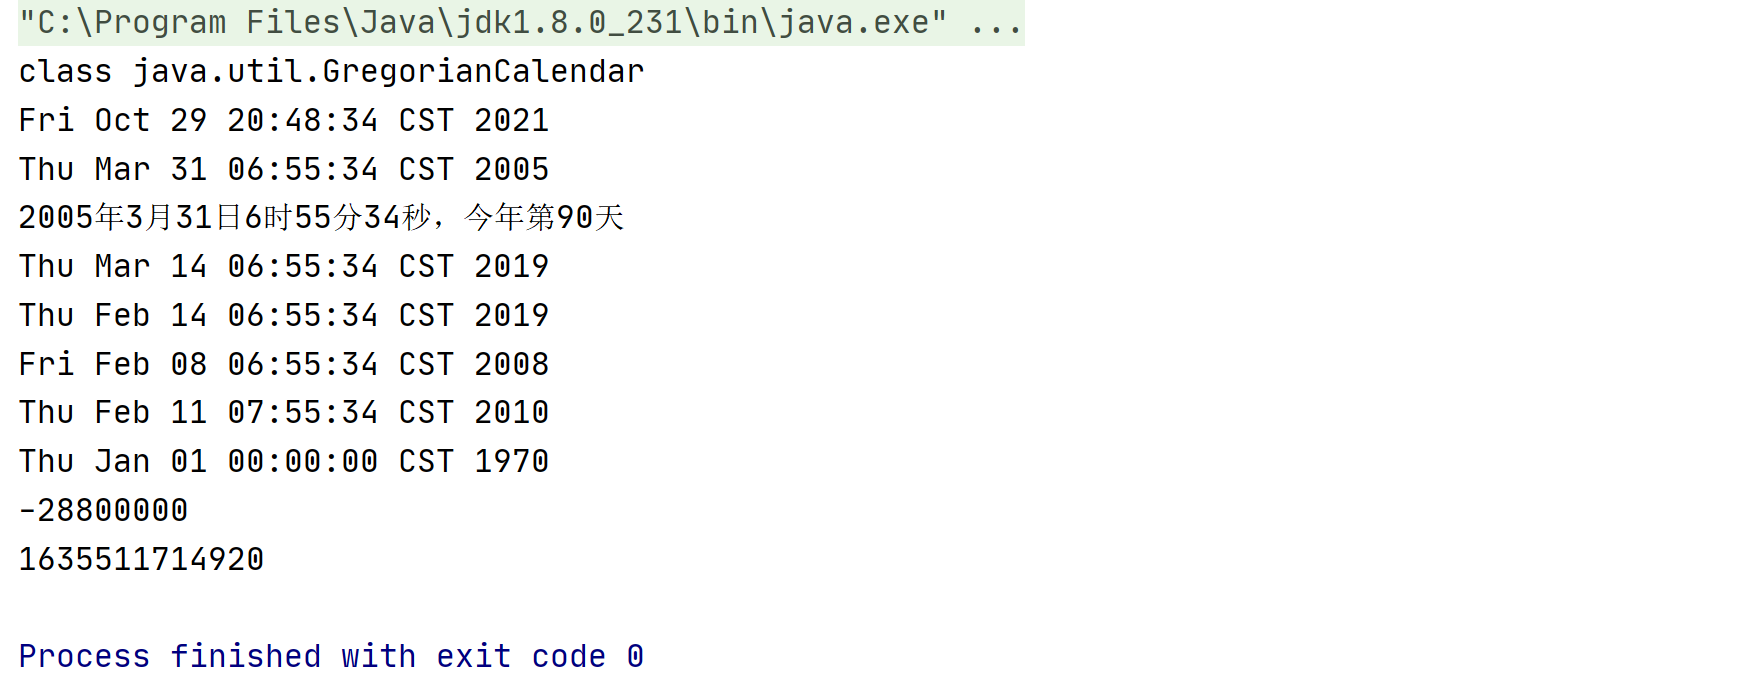 "C:\Program Files\Java\jdk1.8.0_231\bin\java.exe" ...
class java.util.GregorianCalendar
Fri Oct 29 20:48:34 CST 2021
Thu Mar 31 06:55:34 CST 2005
2005年3月31日6时55分34秒，今年第90天
Thu Mar 14 06:55:34 CST 2019
Thu Feb 14 06:55:34 CST 2019
Fri Feb 08 06:55:34 CST 2008
Thu Feb 11 07:55:34 CST 2010
Thu Jan 01 00:00:00 CST 1970
-28800000
1635511714920
Process finished with exit code 0